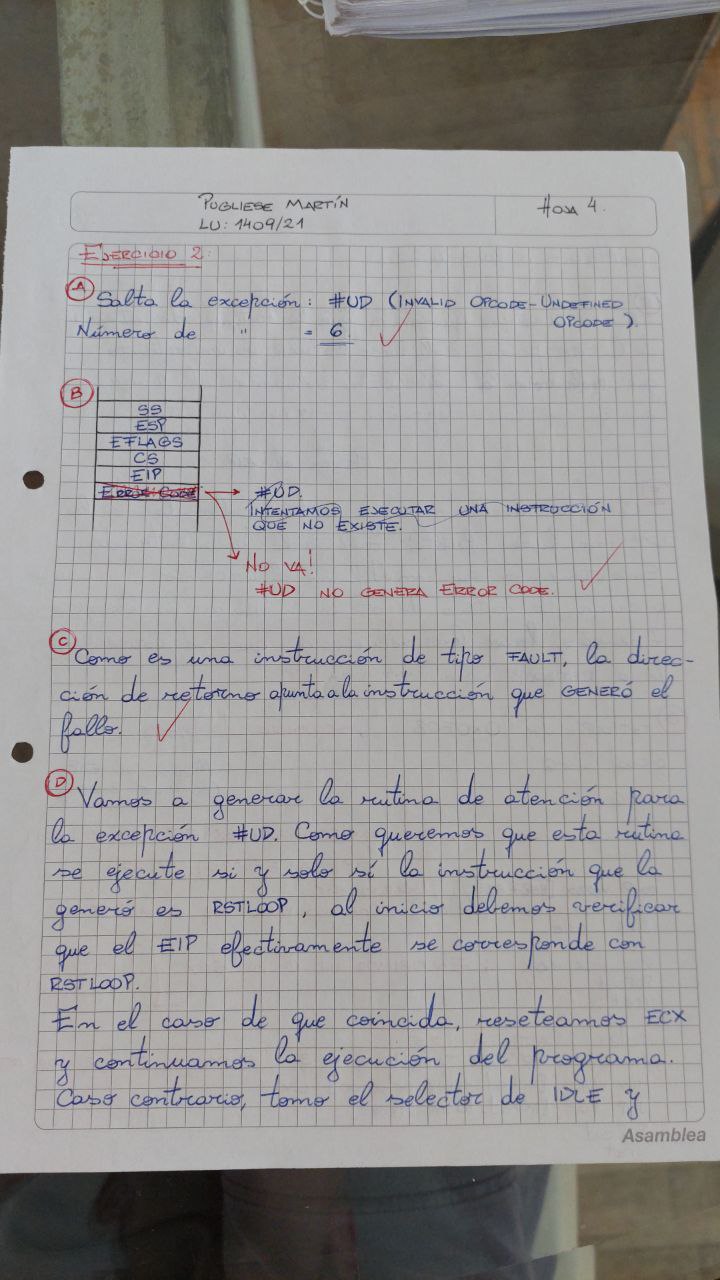 PUGLIESE MARTÍN
LU: 1409/21
HOJA 4.
EJERCICIO 2:
A Salta la excepción: #UD (INVALID OPCODE-UNDEFINED
OPCODE).
Número de " = 6
B
SS
ESP
EFLAGS
CS
EIP
ERROR CODE → #UD.
INTENTAMOS EJECUTAR UNA INSTRUCCIÓN
QUE NO EXISTE.
NO VA!
#UD NO GENERA ERROR CODE.
C Como es una instrucción de tipo FAULT, la direc-
ción de retorno apunta a la instrucción que GENERÓ el
fallo.
D Vamos a generar la rutina de atención para
la excepción #UD. Como queremos que esta rutina
se ejecute si y solo sí la instrucción que la
generó es RSTLOOP, al inicio debemos verificar
que el EIP efectivamente se corresponde con
RSTLOOP.
En el caso de que coincida, reseteamos ECX
y continuamos la ejecución del programa.
Caso contrario, tomo el selector de IDLE y
Asamblea